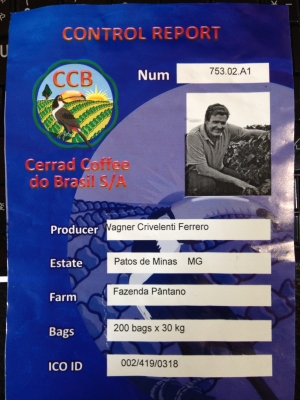 CONTROL REPORT
CCB
Num 753.02.A1
Cerrad Coffee
do Brasil S/A
Producer Wagner Crivelenti Ferrero
Estate Patos de Minas MG
Farm Fazenda Pântano
Bags 200 bags x 30 kg
ICO ID 002/419/0318